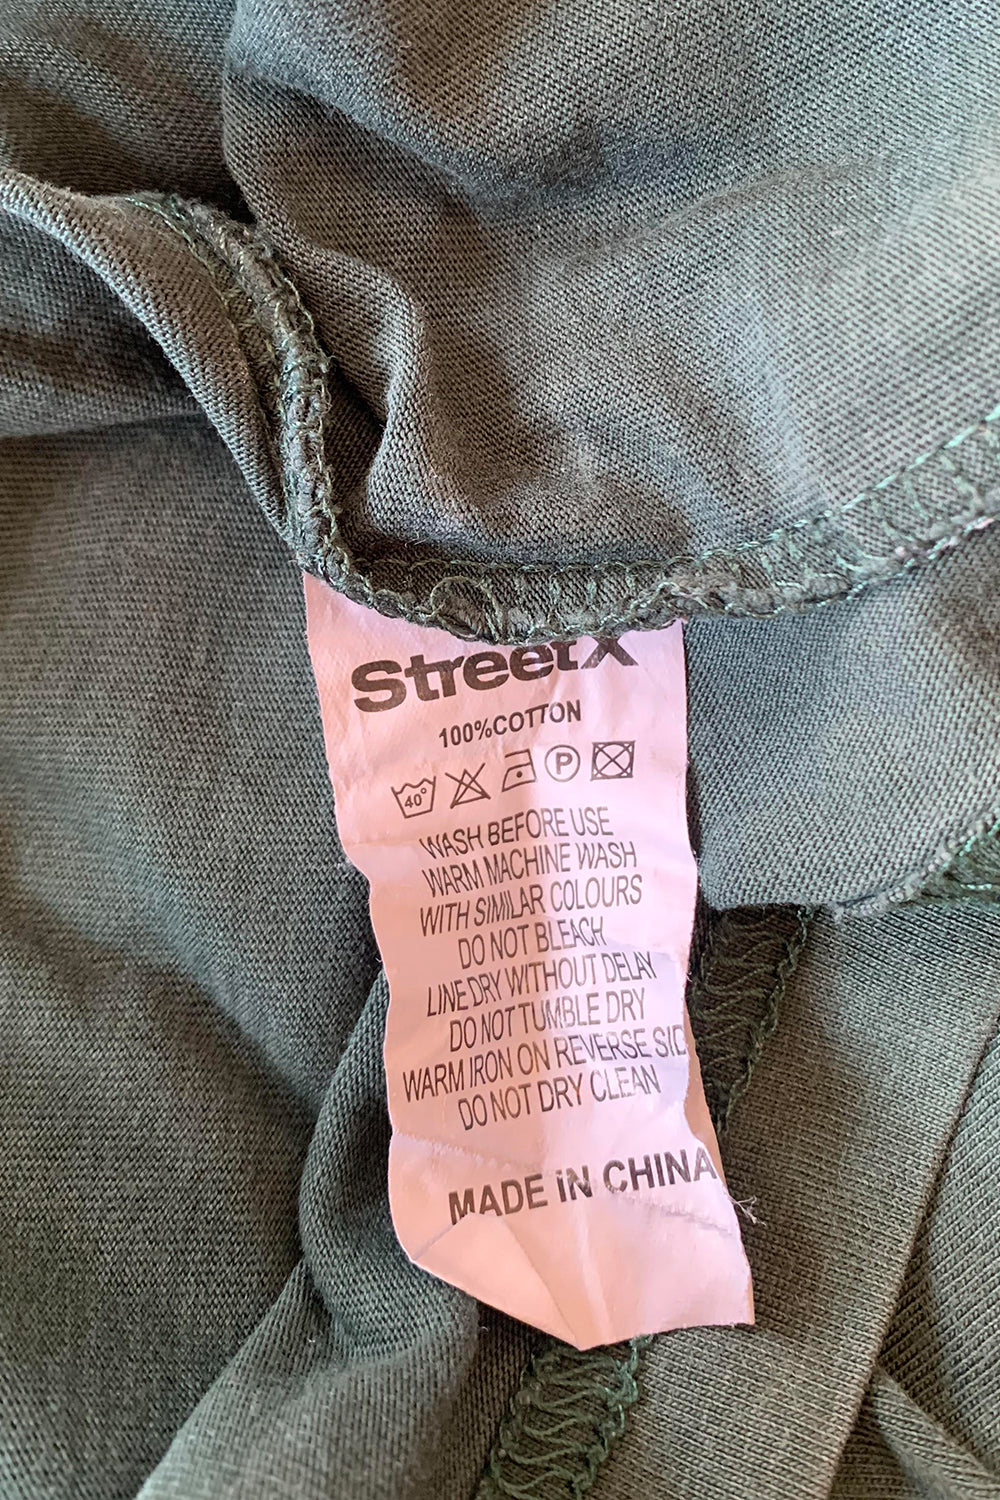 StreetX
100%COTTON
40° P
WASH BEFORE USE
WARM MACHINE WASH
WITH SIMILAR COLOURS
DO NOT BLEACH
LINE DRY WITHOUT DELAY
DO NOT TUMBLE DRY
WARM IRON ON REVERSE SID
DO NOT DRY CLEAN
MADE iN CHINA